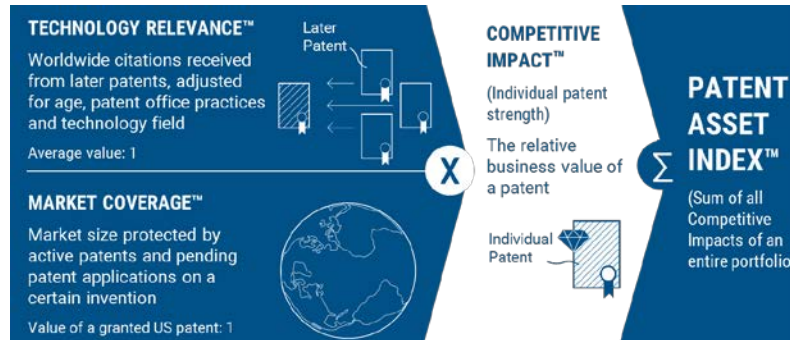 TECHNOLOGY RELEVANCE™
Worldwide citations received
from later patents, adjusted
for age, patent office practices
and technology field
Average value: 1
Later
Patent
MARKET COVERAGE™
Market size protected by
active patents and pending
patent applications on a
certain invention
Value of a granted US patent: 1
X
COMPETITIVE
IMPACT™
(Individual patent
strength)
The relative
business value of
a patent
Individual
Patent
Σ
PATENT
ASSET
INDEX™
(Sum of all
Competitive
Impacts of an
entire portfolio